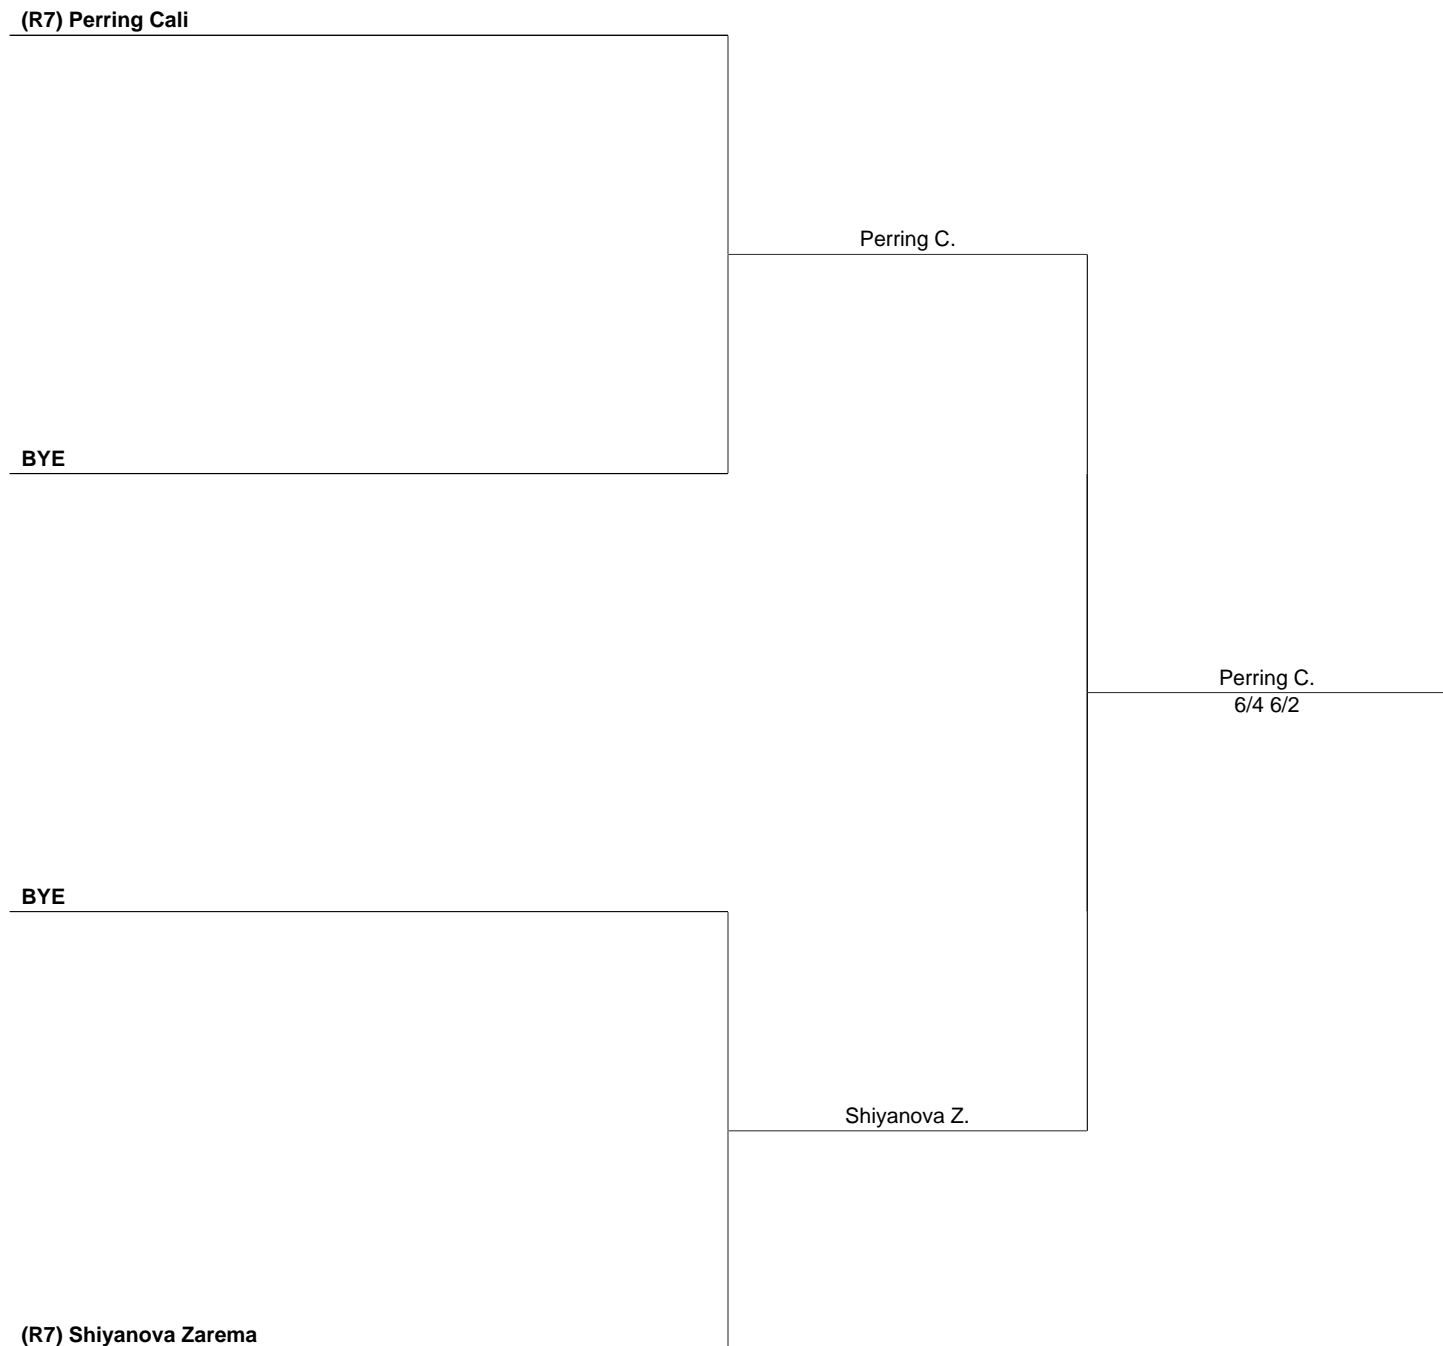 (R7) Perring Cali
Perring C.
BYE
Perring C.
6/4 6/2
BYE
Shiyanova Z.
(R7) Shiyanova Zarema